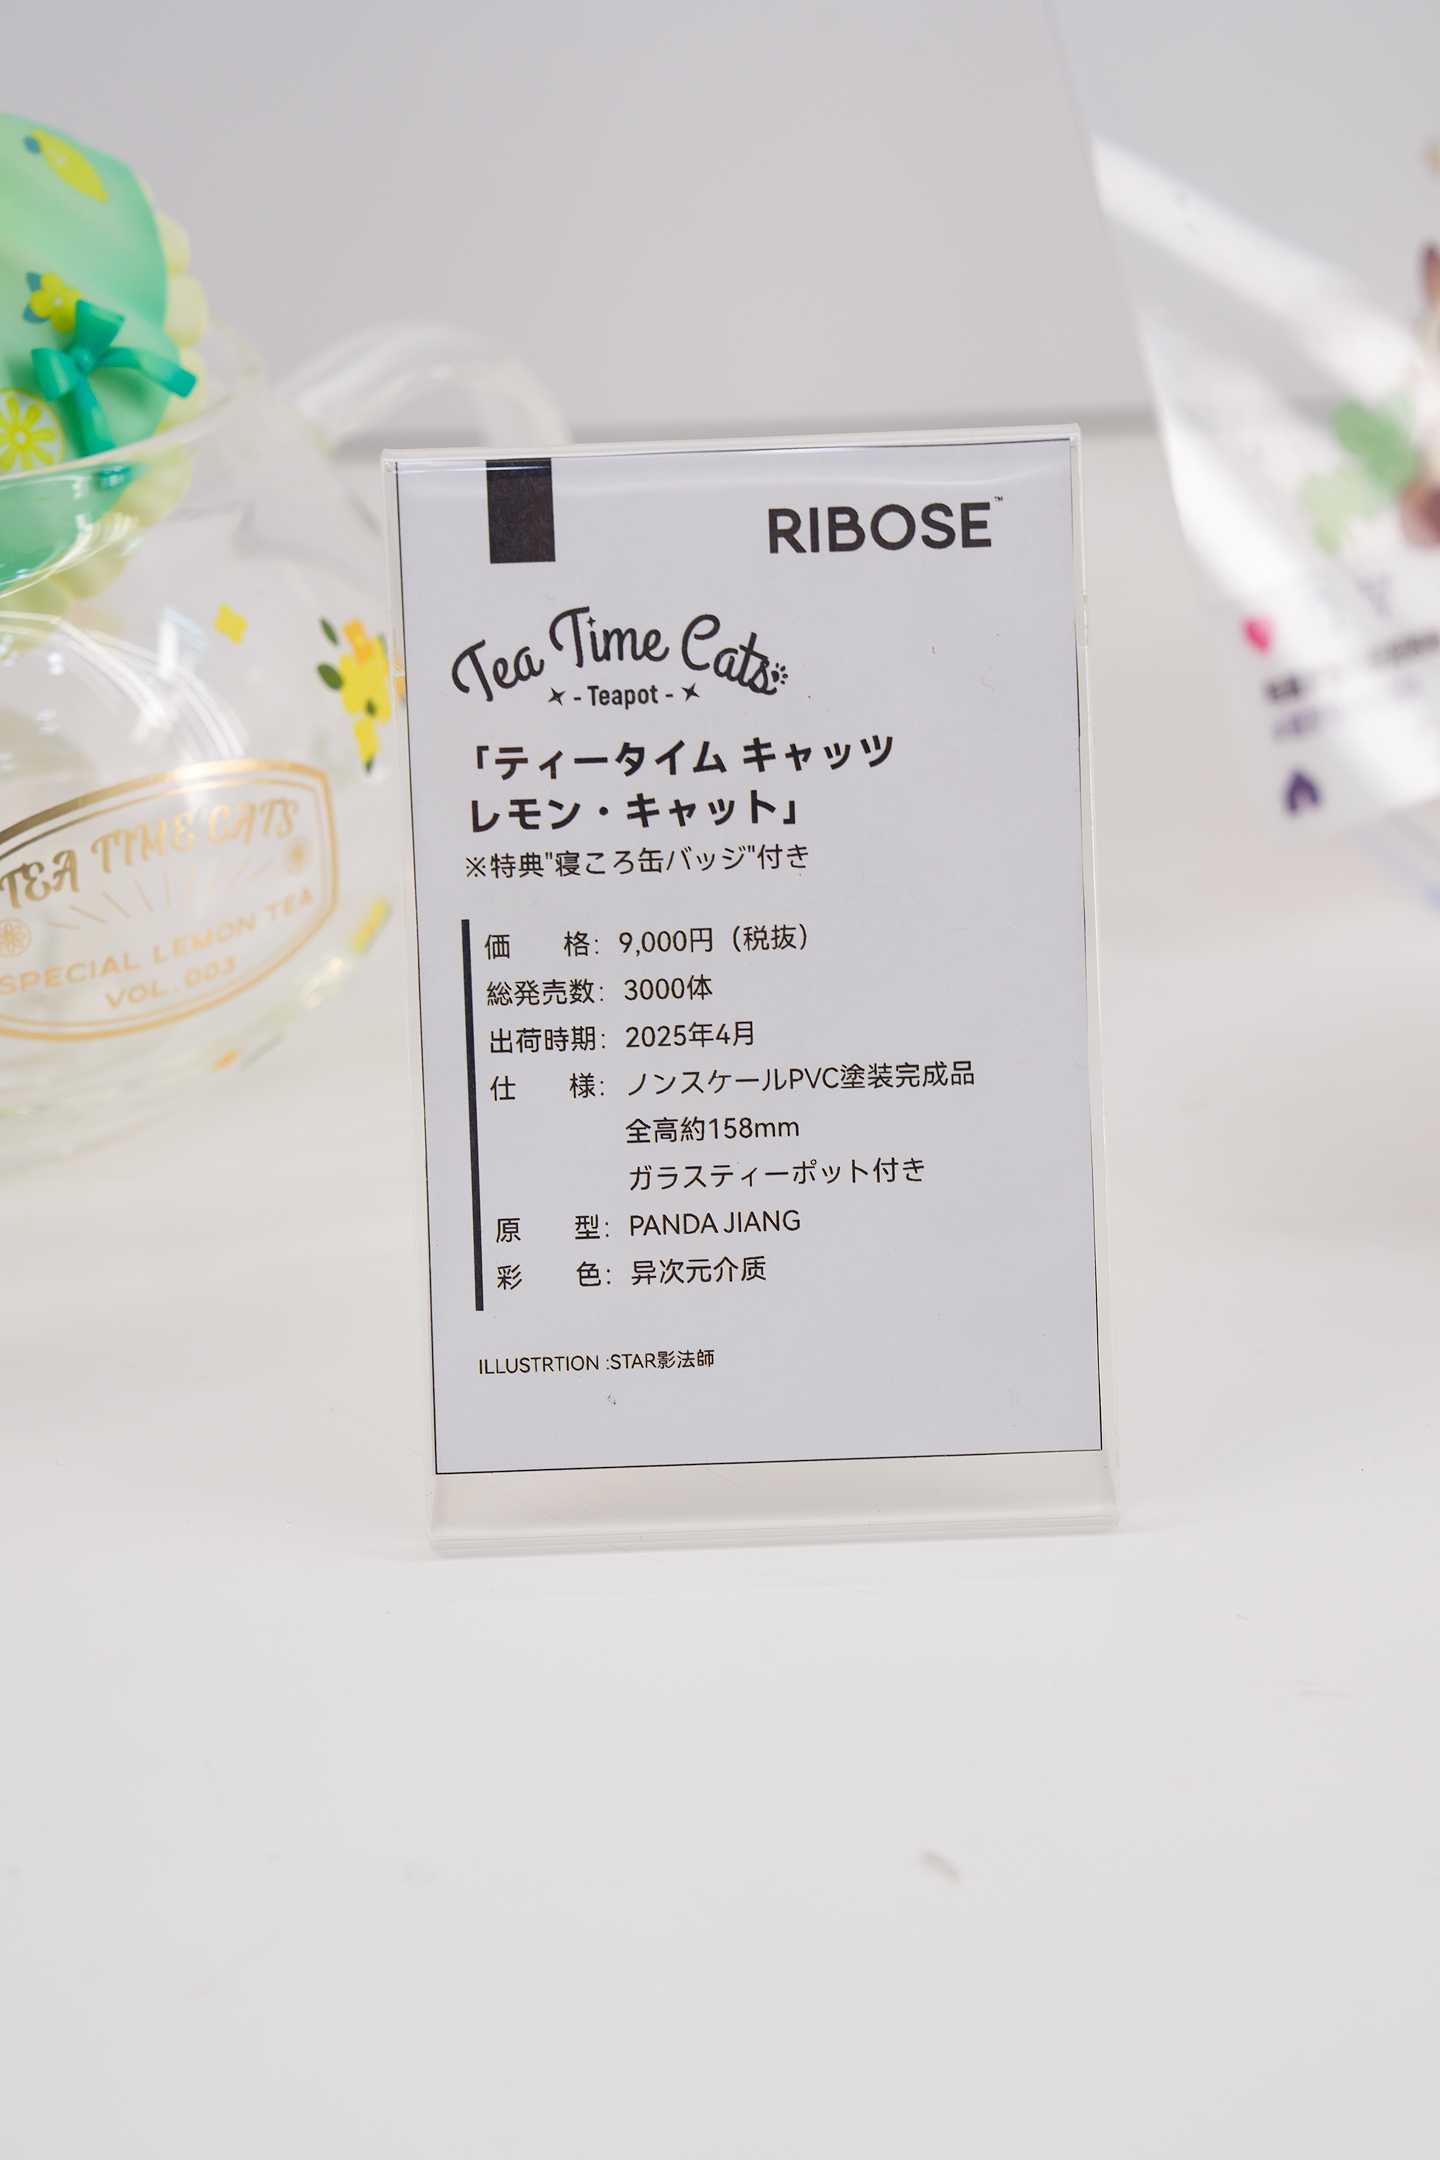 RIBOSE™
Tea Time Cats
- Teapot -
「ティータイム キャッツ
レモン・キャット」
※特典"寝ころ缶バッジ"付き
価 格: 9,000円（税抜）
総発売数: 3000体
出荷時期: 2025年4月
仕 様: ノンスケールPVC塗装完成品
全高約158mm
ガラスティーポット付き
原 型: PANDA JIANG
彩 色: 异次元介质
ILLUSTRTION :STAR影法師
TEA TIME CATS
SPECIAL LEMON TEA
VOL.003